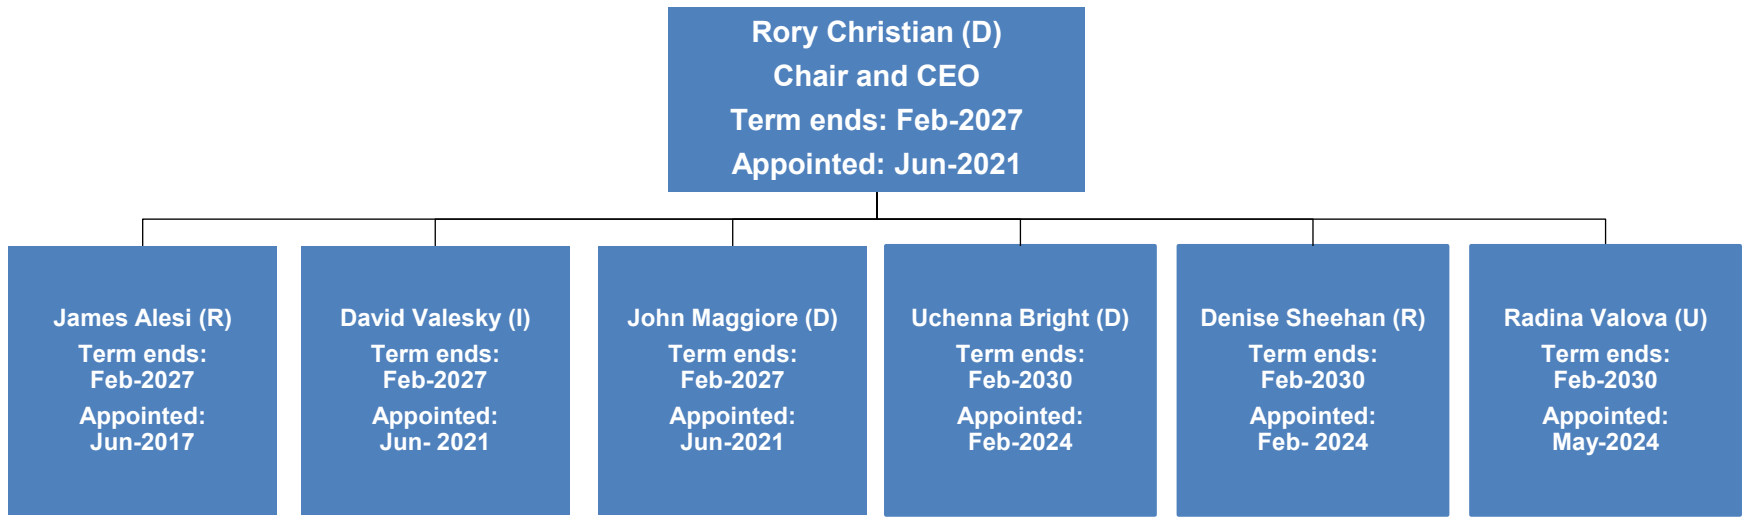 Rory Christian (D)
Chair and CEO
Term ends: Feb-2027
Appointed: Jun-2021
James Alesi (R)
Term ends:
Feb-2027
Appointed:
Jun-2017
David Valesky (I)
Term ends:
Feb-2027
Appointed:
Jun- 2021
John Maggiore (D)
Term ends:
Feb-2027
Appointed:
Jun-2021
Uchenna Bright (D)
Term ends:
Feb-2030
Appointed:
Feb-2024
Denise Sheehan (R)
Term ends:
Feb-2030
Appointed:
Feb- 2024
Radina Valova (U)
Term ends:
Feb-2030
Appointed:
May-2024